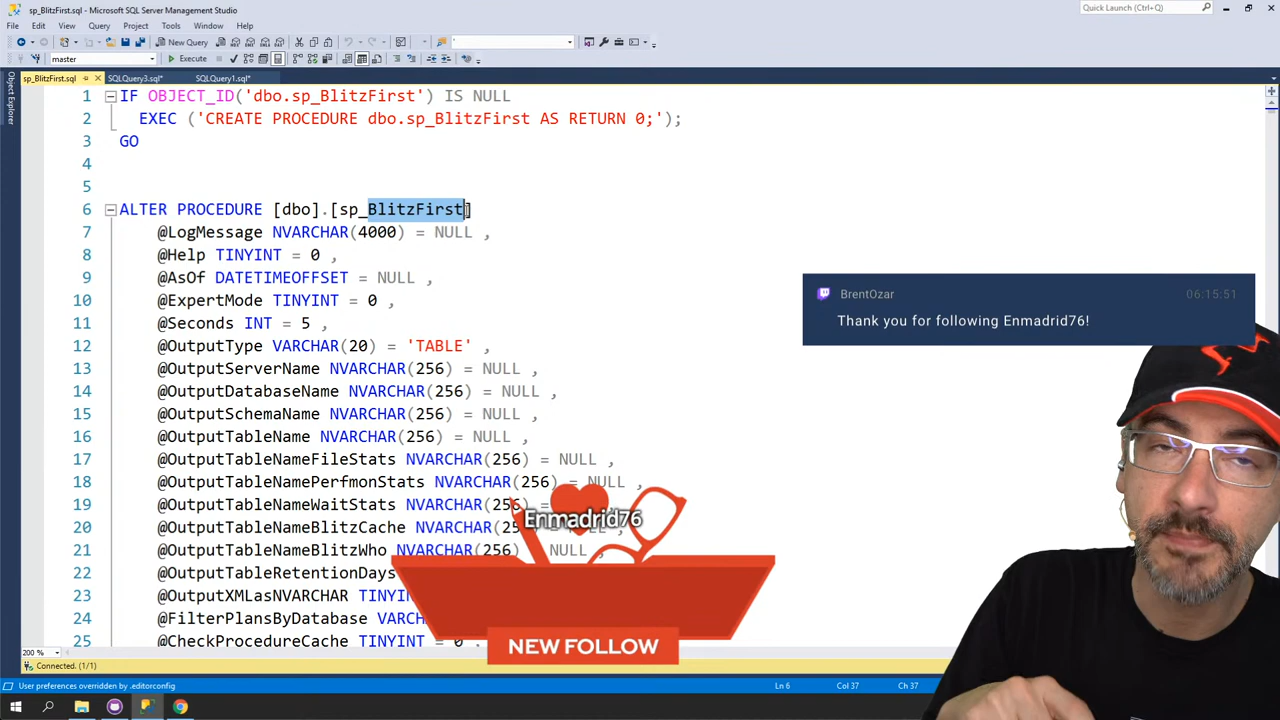 sp_BlitzFirst.sql - Microsoft SQL Server Management Studio
Quick Launch (Ctrl+Q)
File Edit View Query Project Tools Window Help
New Query
master
Execute
sp_BlitzFirst.sql
SQLQuery3.sql*
SQLQuery1.sql*
Object Explorer
1 IF OBJECT_ID('dbo.sp_BlitzFirst') IS NULL
2 EXEC ('CREATE PROCEDURE dbo.sp_BlitzFirst AS RETURN 0;');
3 GO
4
5
6 ALTER PROCEDURE [dbo].[sp_BlitzFirst]
7 @LogMessage NVARCHAR(4000) = NULL ,
8 @Help TINYINT = 0 ,
9 @AsOf DATETIMEOFFSET = NULL ,
10 @ExpertMode TINYINT = 0 ,
11 @Seconds INT = 5 ,
12 @OutputType VARCHAR(20) = 'TABLE' ,
13 @OutputServerName NVARCHAR(256) = NULL ,
14 @OutputDatabaseName NVARCHAR(256) = NULL ,
15 @OutputSchemaName NVARCHAR(256) = NULL ,
16 @OutputTableName NVARCHAR(256) = NULL ,
17 @OutputTableNameFileStats NVARCHAR(256) = NULL ,
18 @OutputTableNamePerfmonStats NVARCHAR(256) = NULL ,
19 @OutputTableNameWaitStats NVARCHAR(256) = NULL ,
20 @OutputTableNameBlitzCache NVARCHAR(
21 @OutputTableNameBlitzWho NVARCHAR(256) = NULL ,
22 @OutputTableRetentionDays
23 @OutputXMLasNVARCHAR
24 @FilterPlansByDatabase
25 @CheckProcedureCache TINYINT = 0
BrentOzar 06:15:51
Thank you for following Enmadrid76!
Enmadrid76
NEW FOLLOW
200 %
Connected. (1/1)
User preferences overridden by .editorconfig
Ln 6 Col 37 Ch 37